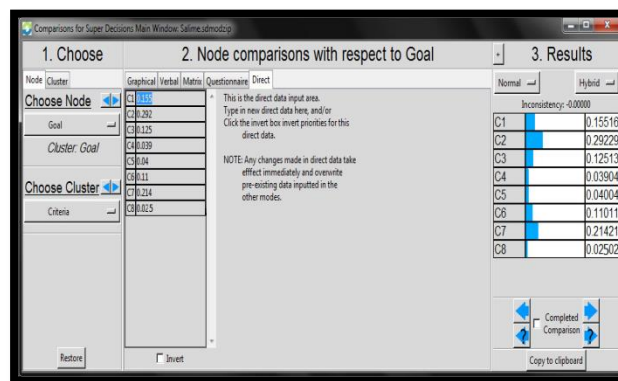 Comparisons for Super Decisions Main Window: Salime.sdmodzip
1. Choose
2. Node comparisons with respect to Goal
3. Results
Node Cluster
Graphical Verbal Matrix Questionnaire Direct
Normal
Hybrid
Choose Node
Goal
Cluster: Goal
Choose Cluster
Criteria
Restore
C1 0.155
C2 0.292
C3 0.125
C4 0.039
C5 0.04
C6 0.11
C7 0.214
C8 0.025
This is the direct data input area.
Type in new direct data here, and/or
Click the invert box invert priorities for this
direct data.
NOTE: Any changes made in direct data take
efffect immediately and overwrite
pre-existing data inputted in the
other modes.
Invert
Inconsistency: -0.00000
C1 0.15516
C2 0.29229
C3 0.12513
C4 0.03904
C5 0.04004
C6 0.11011
C7 0.21421
C8 0.02502
Completed
Comparison
Copy to clipboard